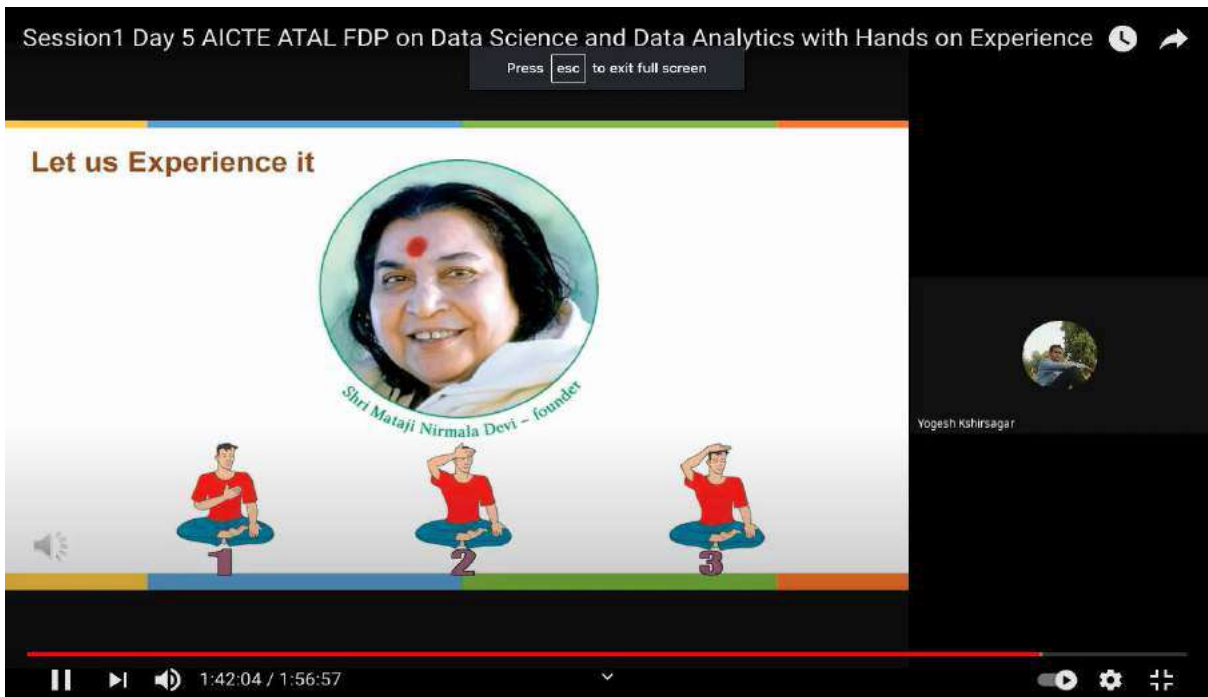 Session1 Day 5 AICTE ATAL FDP on Data Science and Data Analytics with Hands on Experience
Press esc to exit full screen
Let us Experience it
Shri Mataji Nirmala Devi – founder
Yogesh Kshirsagar
1 2 3
1:42:04 / 1:56:57